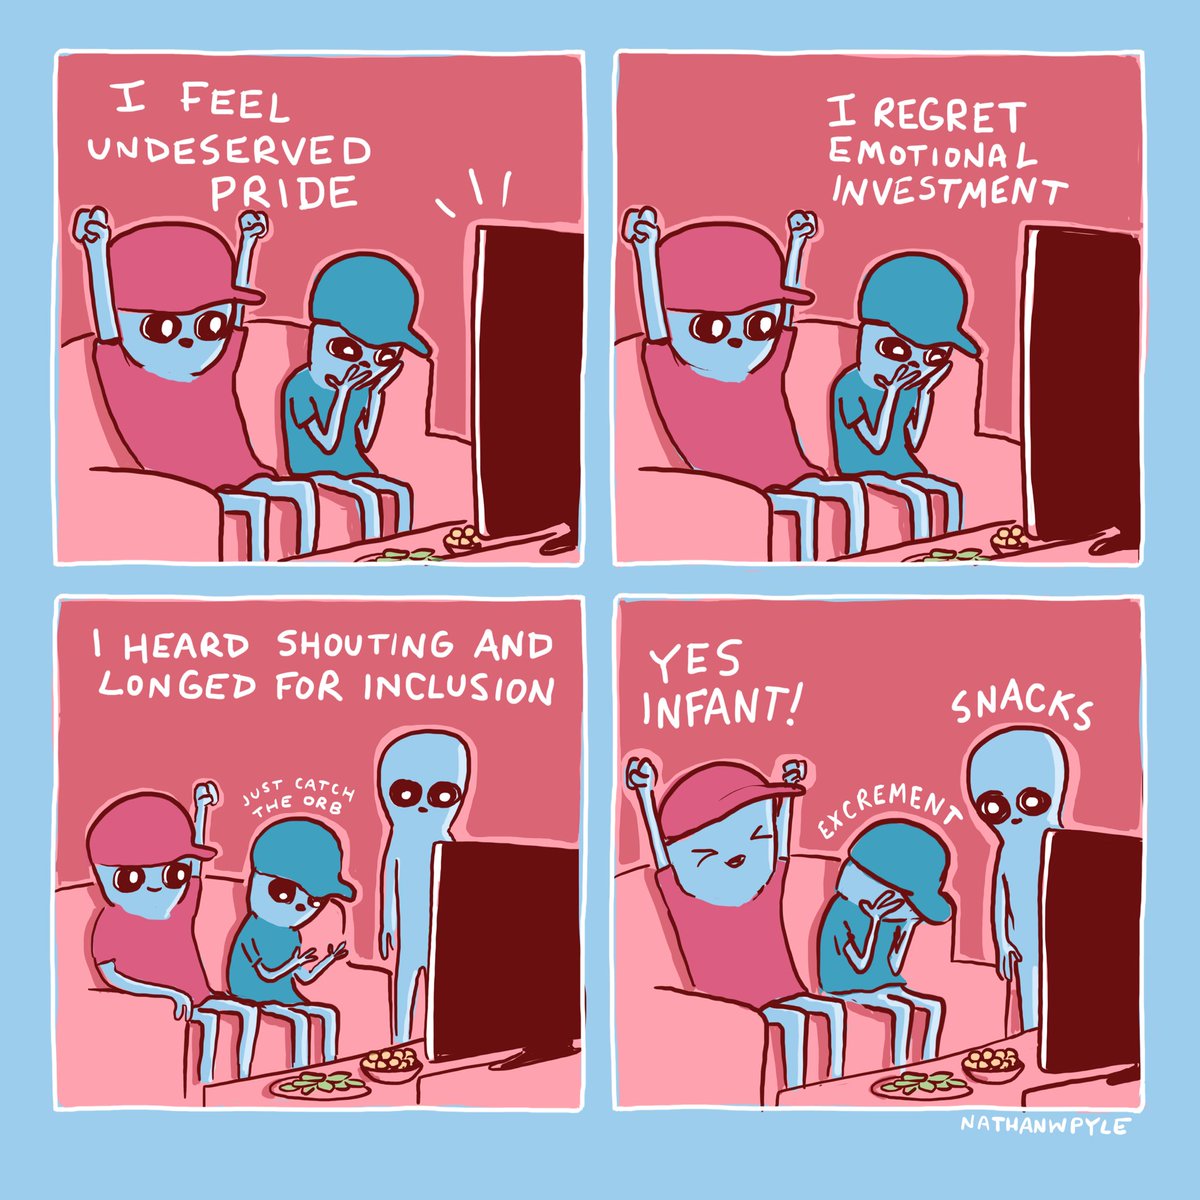 I FEEL
UNDESERVED
PRIDE
I REGRET
EMOTIONAL
INVESTMENT
I HEARD SHOUTING AND
LONGED FOR INCLUSION
JUST CATCH
THE ORB
YES
INFANT!
EXCREMENT
SNACKS
NATHANWPYLE